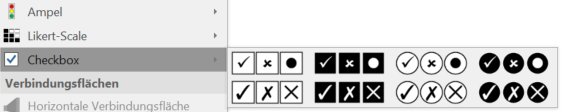 Ampel
Likert-Scale
Checkbox
Verbindungsflächen
Horizontale Verbindungsfläche